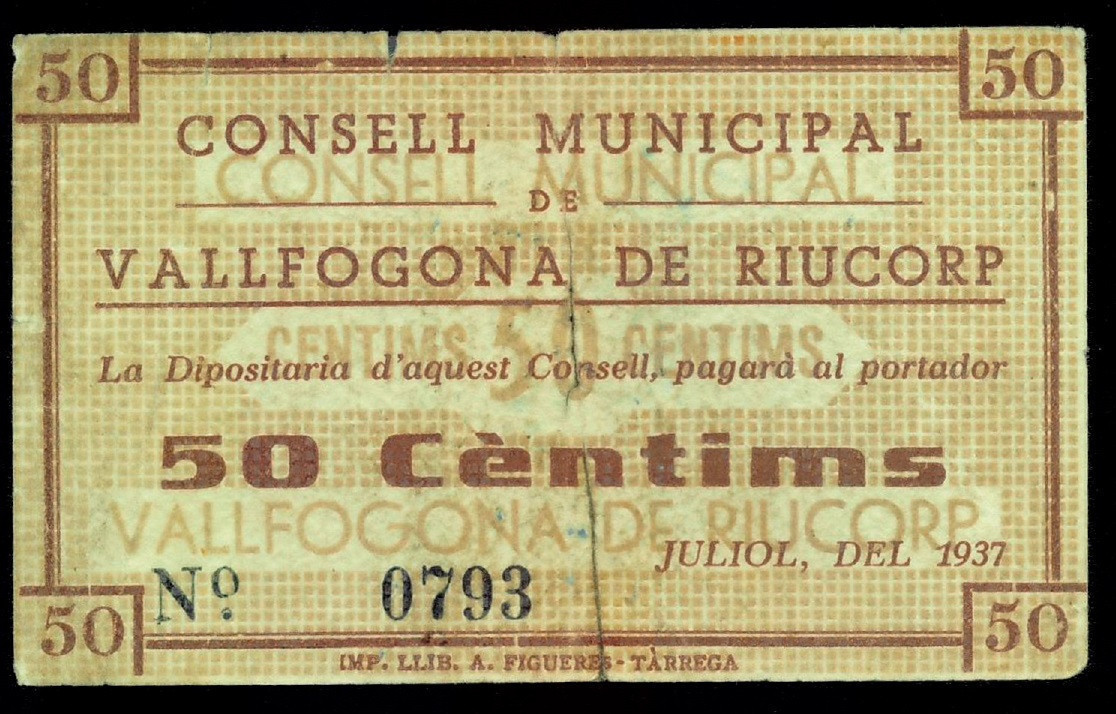 50 50
CONSELL MUNICIPAL
CONSELL MUNICIPAL
DE
VALLFOGONA DE RIUCORP
CENTIMS 50 CENTIMS
La Dipositaria d'aquest Consell, pagarà al portador
50 Cèntims
VALLFOGONA DE RIUCORP
JULIOL, DEL 1937
Nº 0793
50 50
IMP. LLIB. A. FIGUERES - TÀRREGA